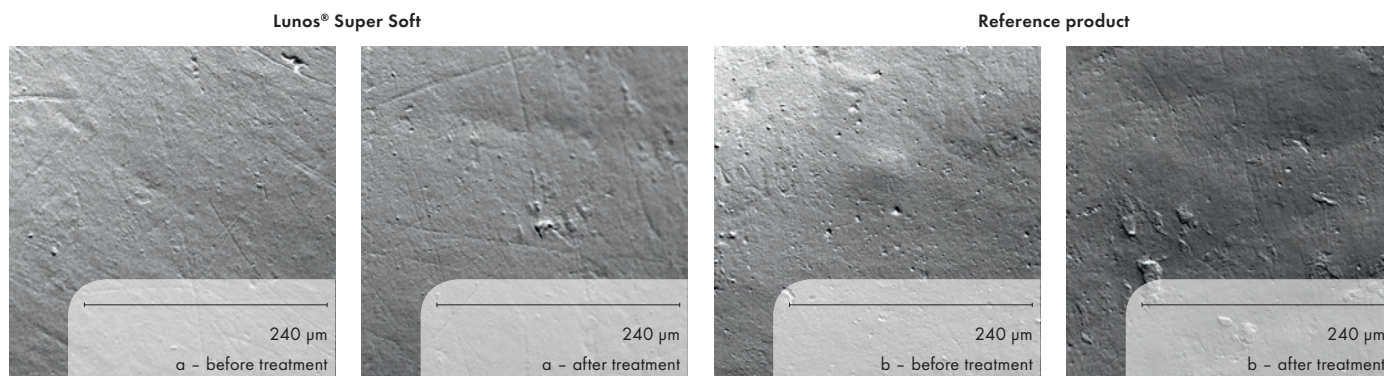 Lunos® Super Soft
Reference product
240 µm
a – before treatment
240 µm
a – after treatment
240 µm
b – before treatment
240 µm
b – after treatment